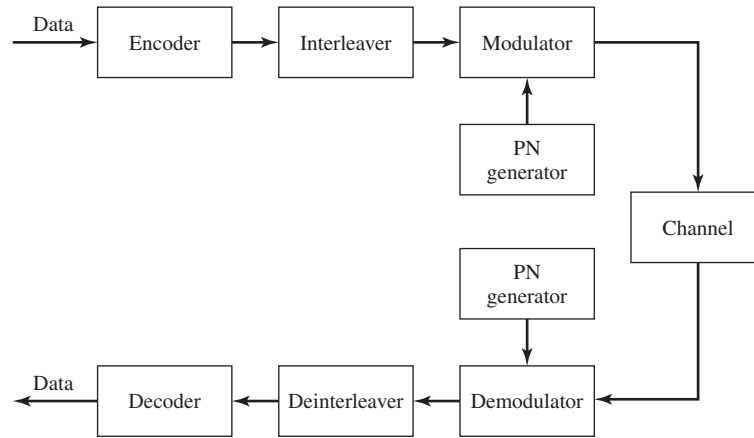 Data
Encoder
Interleaver
Modulator
PN
generator
Channel
PN
generator
Data
Decoder
Deinterleaver
Demodulator